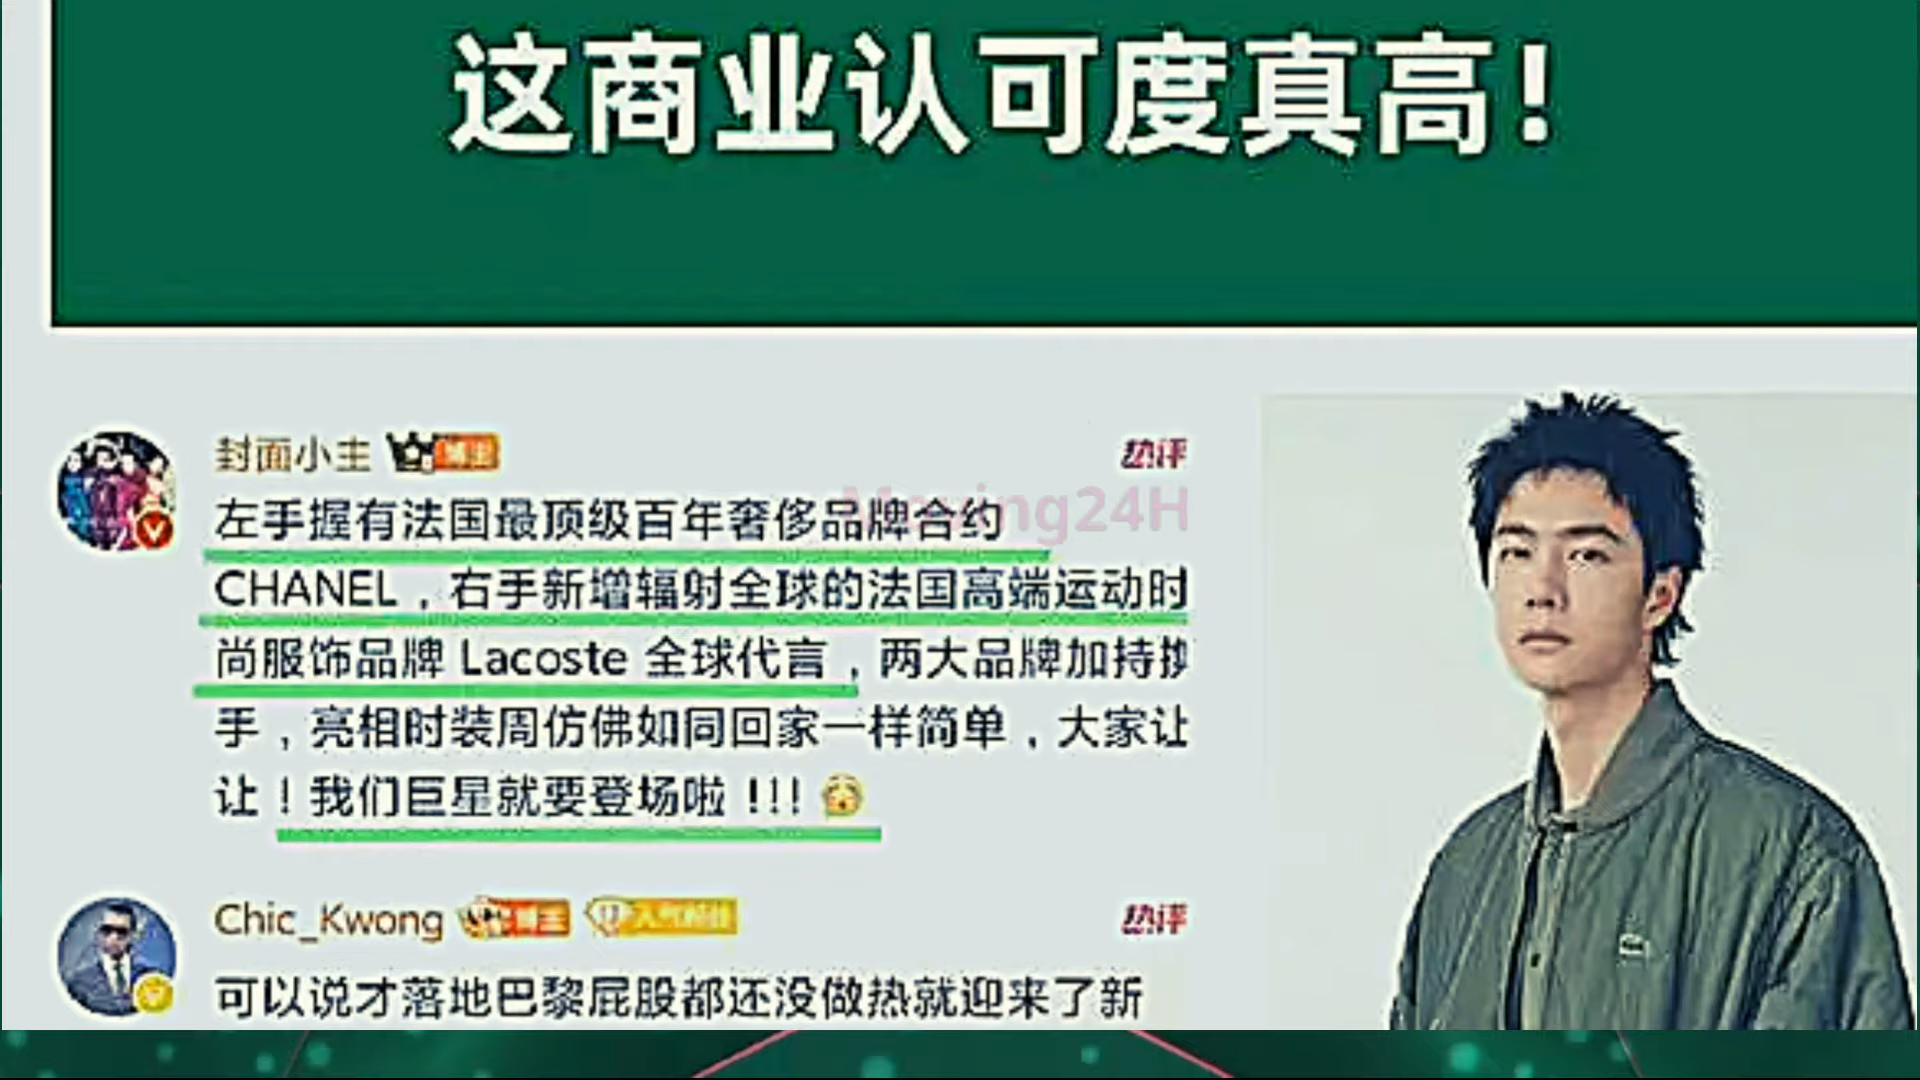 这商业认可度真高!
封面小主 博主 热评
左手握有法国最顶级百年奢侈品牌合约
CHANEL，右手新增辐射全球的法国高端运动时
尚服饰品牌 Lacoste 全球代言，两大品牌加持
手，亮相时装周仿佛如同回家一样简单，大家让
让！我们巨星就要登场啦 !!!
Moving24H
Chic_Kwong 博主 热评
可以说才落地巴黎屁股都还没做热就迎来了新